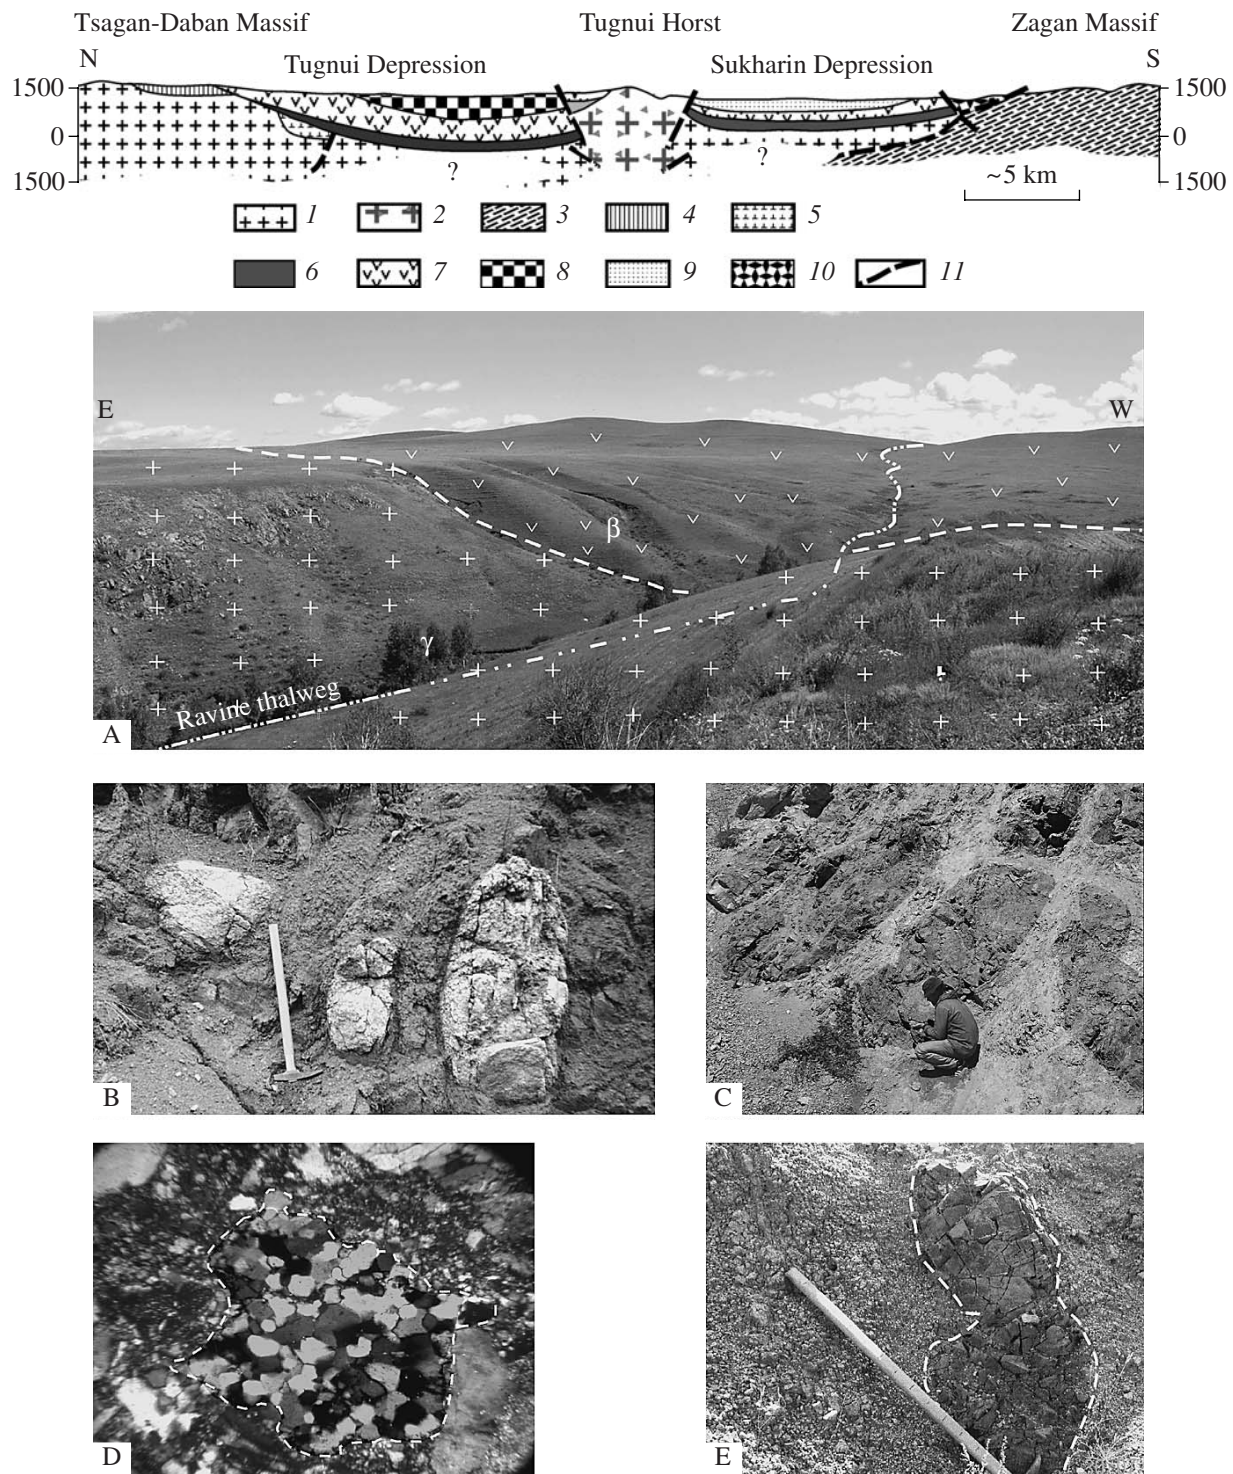 Tsagan-Daban Massif Tugnui Horst Zagan Massif
N S
Tugnui Depression Sukharin Depression
1500 1500
0 0
? ?
1500 1500
~5 km
1 2 3 4 5
6 7 8 9 10 11
E W
β
γ
Ravine thalweg
A
B C
D E